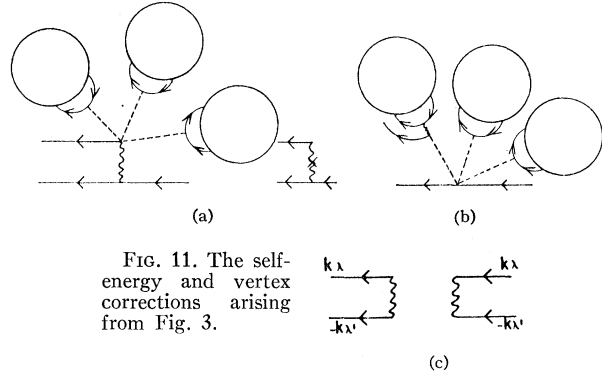 (a)
(b)
FIG. 11. The self-
energy and vertex
corrections arising
from Fig. 3.
kλ
kλ
-kλ'
-kλ'
(c)